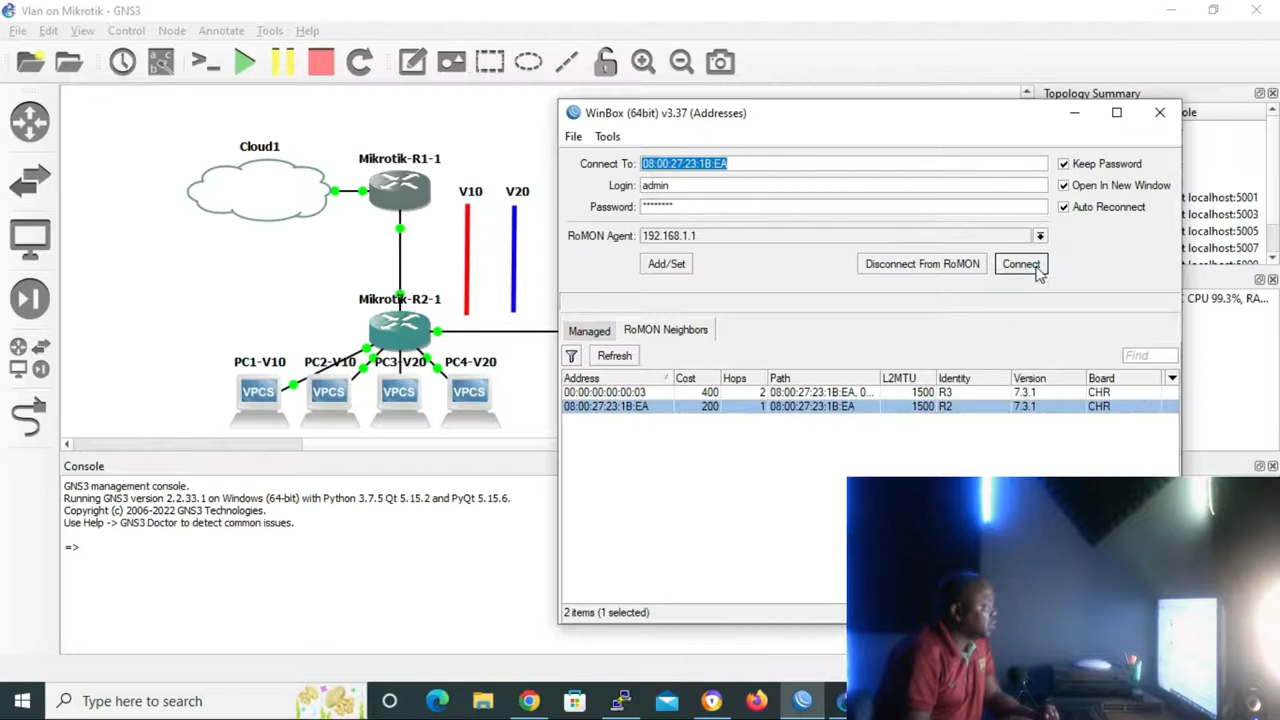 Vlan on Mikrotik - GNS3
File Edit View Control Node Annotate Tools Help
Topology Summary
WinBox (64bit) v3.37 (Addresses)
File Tools
Connect To: 08:00:27:23:1B:EA
Keep Password
Login: admin
Open In New Window
Password: ********
Auto Reconnect
RoMON Agent: 192.168.1.1
Add/Set
Disconnect From RoMON
Connect
Managed
RoMON Neighbors
Refresh
Find
Address Cost Hops Path L2MTU Identity Version Board
00:00:00:00:00:03 400 2 08:00:27:23:1B:EA, 0... 1500 R3 7.3.1 CHR
08:00:27:23:1B:EA 200 1 08:00:27:23:1B:EA 1500 R2 7.3.1 CHR
2 items (1 selected)
Cloud1
Mikrotik-R1-1
V10
V20
Mikrotik-R2-1
PC1-V10
PC2-V10
PC3-V20
PC4-V20
VPCS
VPCS
VPCS
VPCS
t localhost:5001
t localhost:5003
t localhost:5005
t localhost:5007
CPU 99.3%, RA...
Console
GNS3 management console.
Running GNS3 version 2.2.33.1 on Windows (64-bit) with Python 3.7.5 Qt 5.15.2 and PyQt 5.15.6.
Copyright (c) 2006-2022 GNS3 Technologies.
Use Help -> GNS3 Doctor to detect common issues.
=>
Type here to search